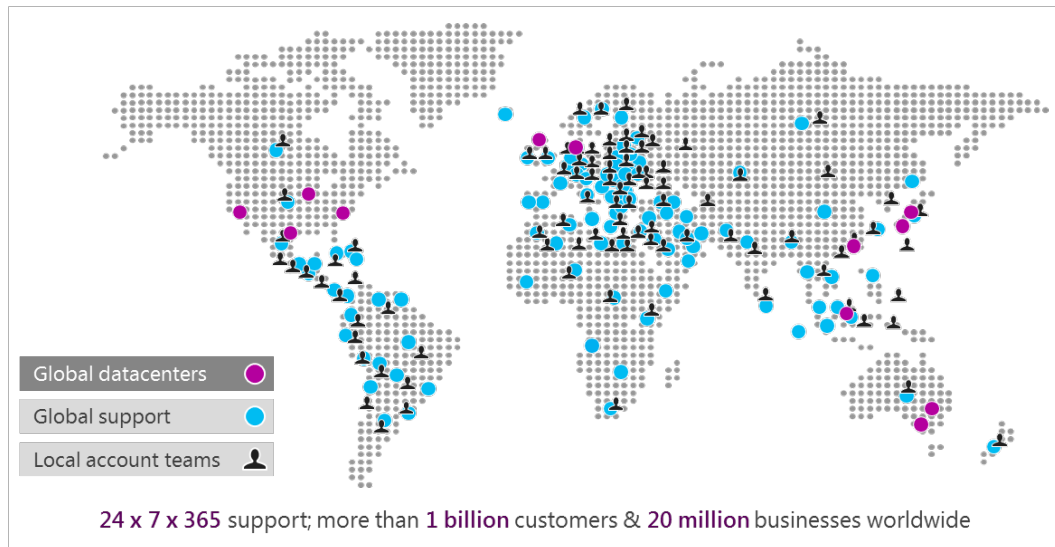 Global datacenters
Global support
Local account teams
24 x 7 x 365 support; more than 1 billion customers & 20 million businesses worldwide